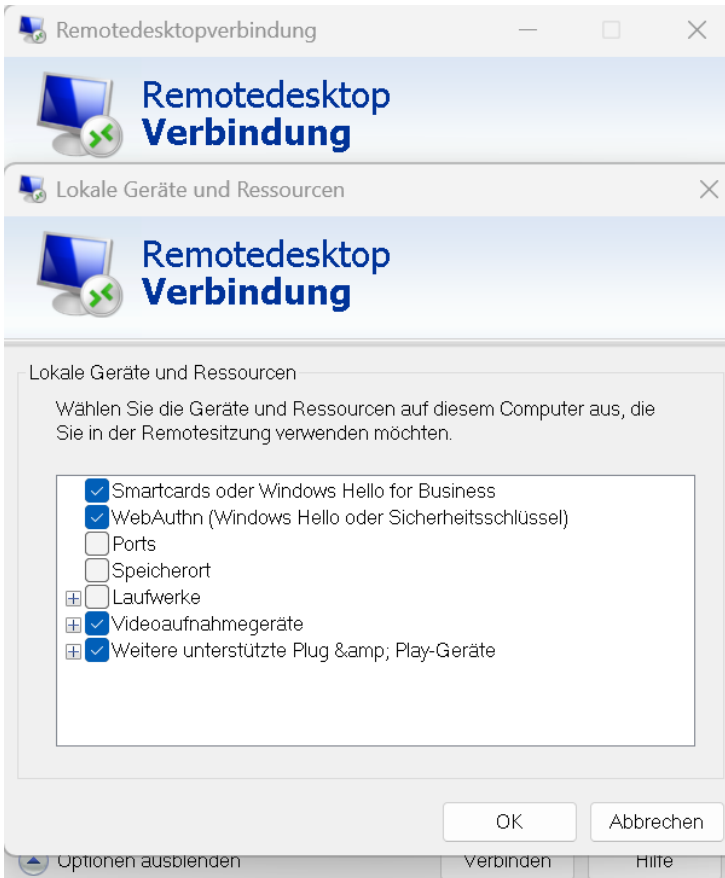 Remotedesktopverbindung
Remotedesktop
Verbindung
Lokale Geräte und Ressourcen
Remotedesktop
Verbindung
Lokale Geräte und Ressourcen
Wählen Sie die Geräte und Ressourcen auf diesem Computer aus, die
Sie in der Remotesitzung verwenden möchten.
Smartcards oder Windows Hello for Business
WebAuthn (Windows Hello oder Sicherheitsschlüssel)
Ports
Speicherort
Laufwerke
Videoaufnahmegeräte
Weitere unterstützte Plug &amp; Play-Geräte
OK Abbrechen
Optionen ausblenden Verbinden Hilfe